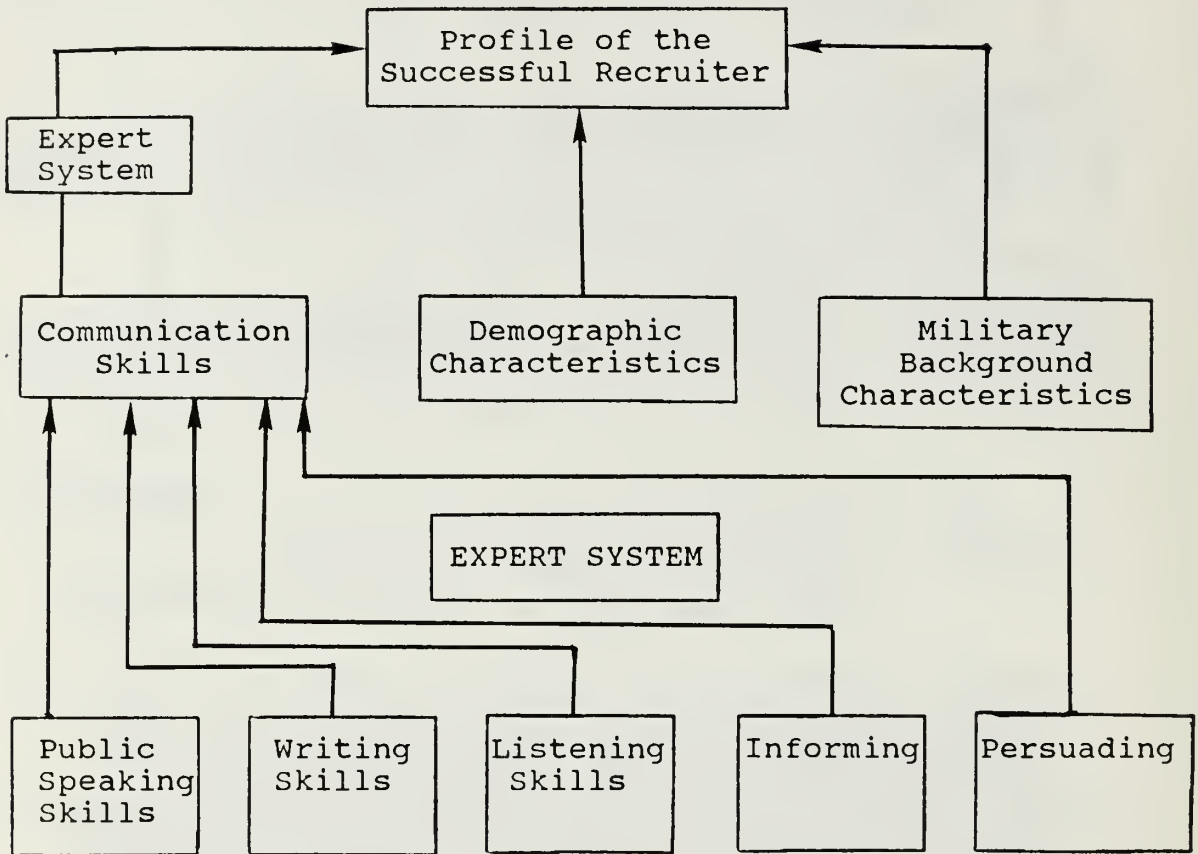 Profile of the
Successful Recruiter
Expert
System
Communication
Skills
Demographic
Characteristics
Military
Background
Characteristics
EXPERT SYSTEM
Public
Speaking
Skills
Writing
Skills
Listening
Skills
Informing
Persuading